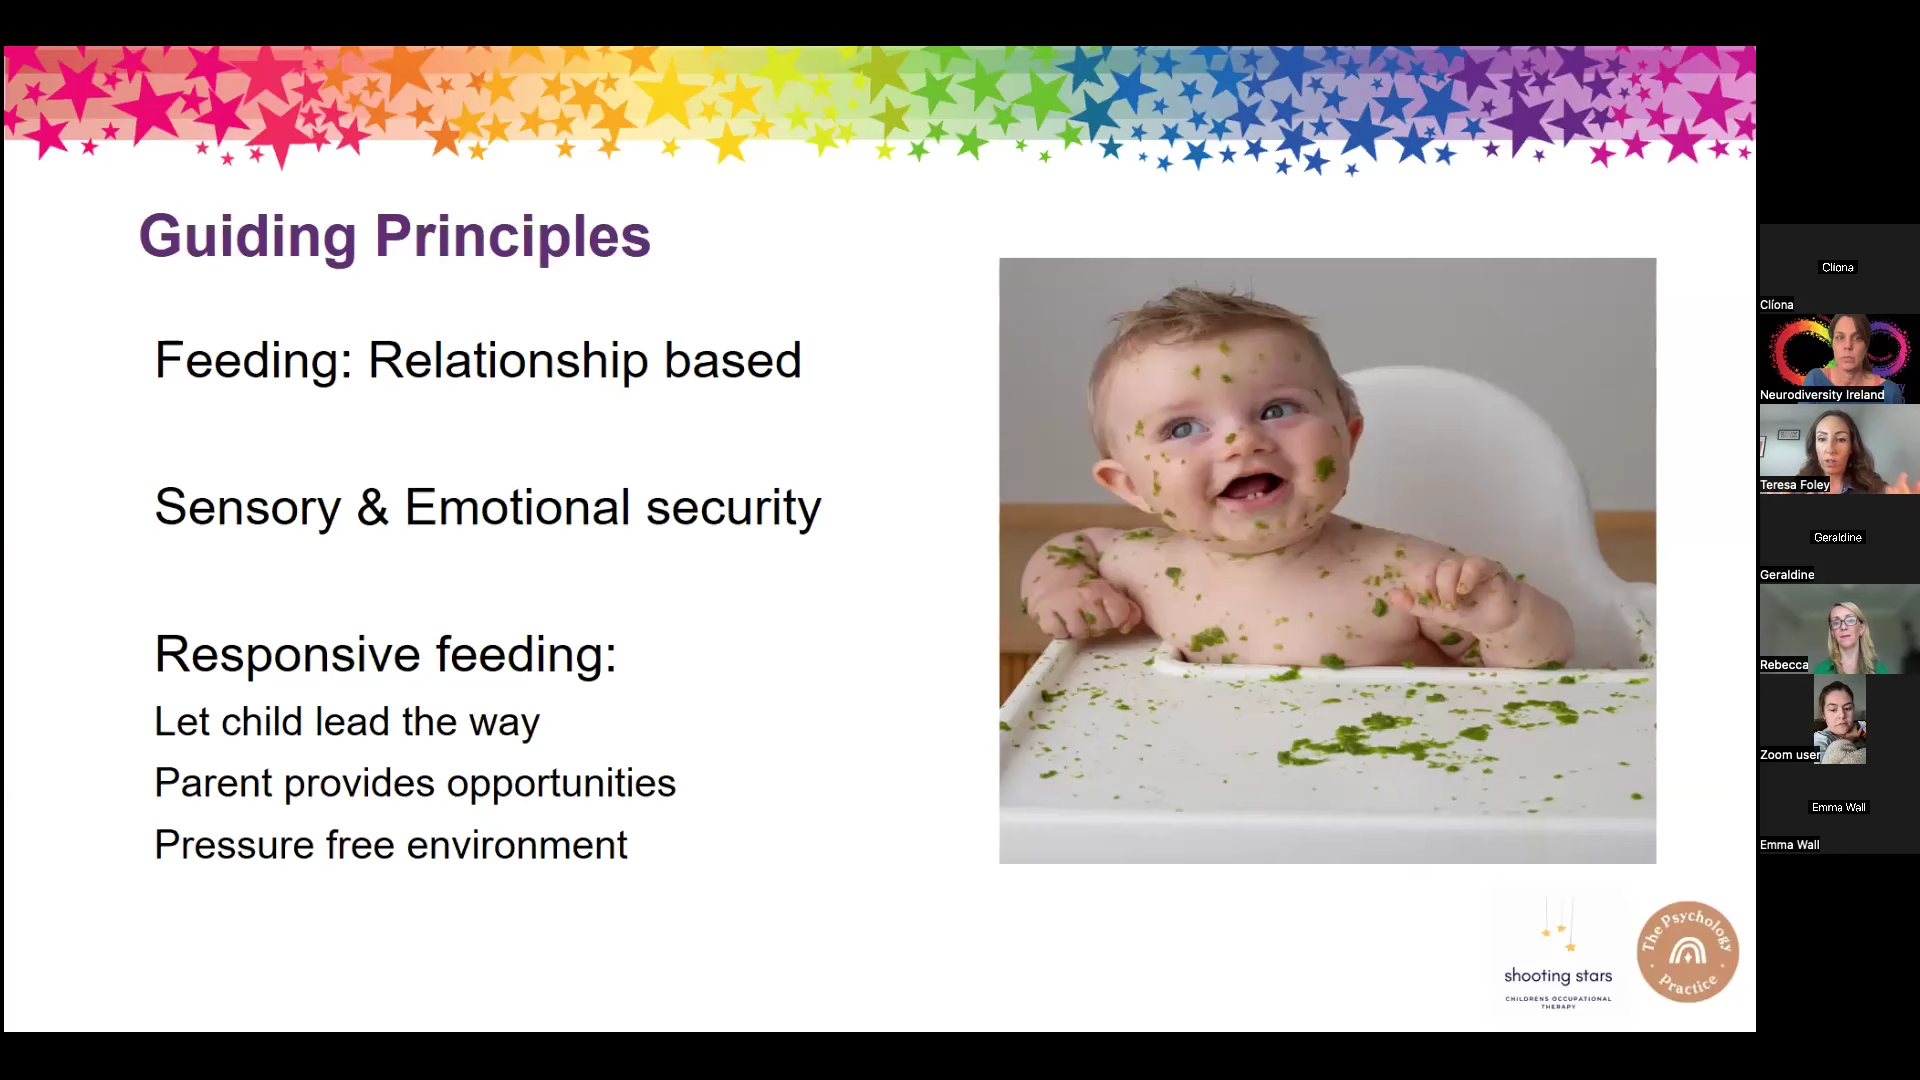 Guiding Principles
Feeding: Relationship based
Sensory & Emotional security
Responsive feeding:
Let child lead the way
Parent provides opportunities
Pressure free environment
shooting stars
CHILDRENS OCCUPATIONAL
THERAPY
The Psychology
Practice
Clíona
Clíona
Neurodiversity Ireland
Teresa Foley
Geraldine
Geraldine
Rebecca
Zoom user
Emma Wall
Emma Wall